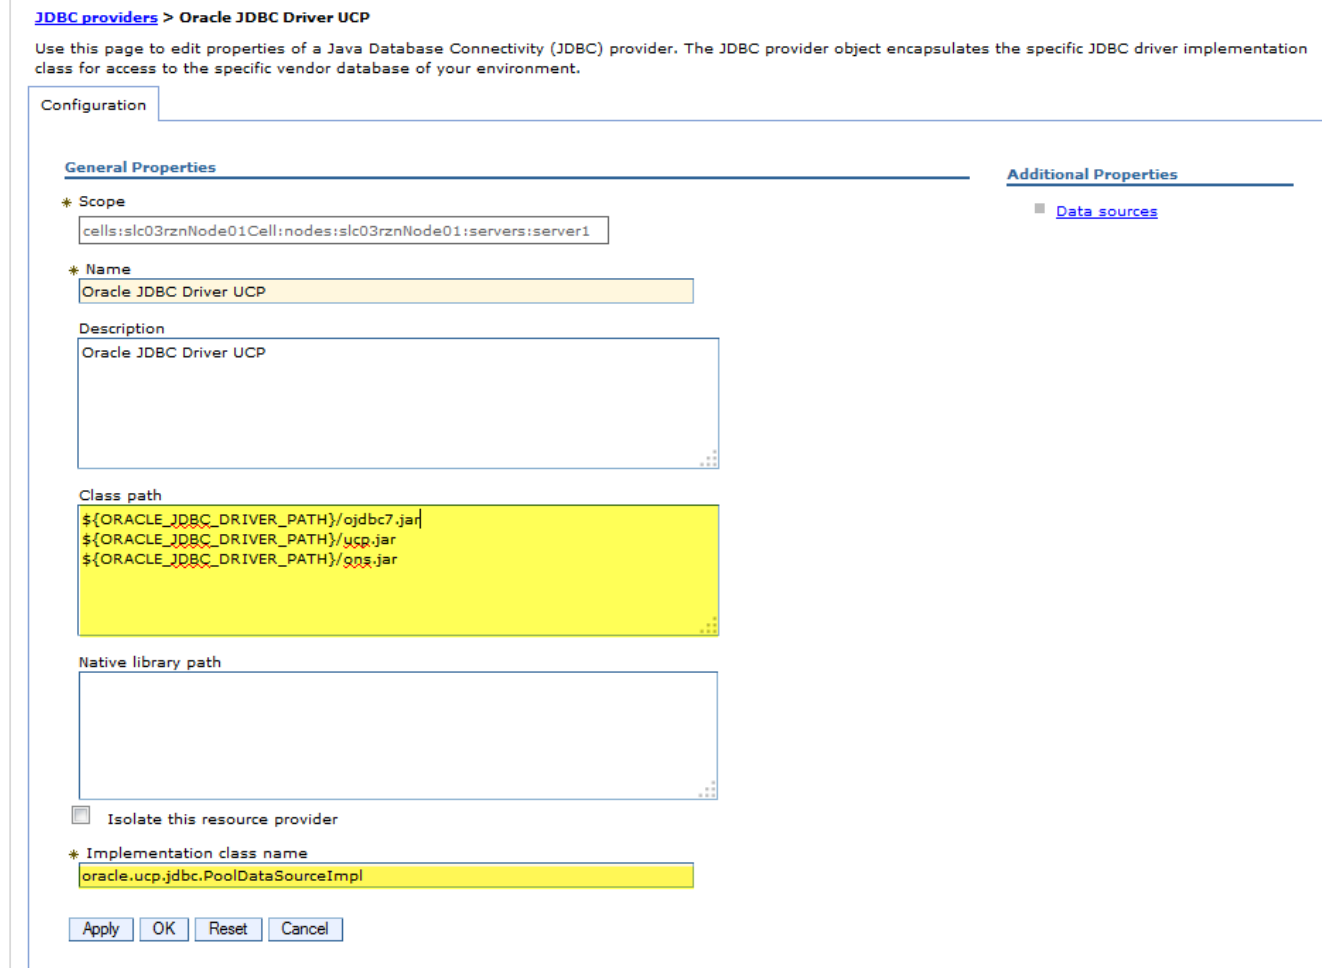 JDBC providers > Oracle JDBC Driver UCP
Use this page to edit properties of a Java Database Connectivity (JDBC) provider. The JDBC provider object encapsulates the specific JDBC driver implementation
class for access to the specific vendor database of your environment.
Configuration
General Properties
Additional Properties
Data sources
Scope
cells:slc03rznNode01Cell:nodes:slc03rznNode01:servers:server1
Name
Oracle JDBC Driver UCP
Description
Oracle JDBC Driver UCP
Class path
${ORACLE_JDBC_DRIVER_PATH}/ojdbc7.jar
${ORACLE_JDBC_DRIVER_PATH}/ucp.jar
${ORACLE_JDBC_DRIVER_PATH}/ons.jar
Native library path
Isolate this resource provider
Implementation class name
oracle.ucp.jdbc.PoolDataSourceImpl
Apply OK Reset Cancel